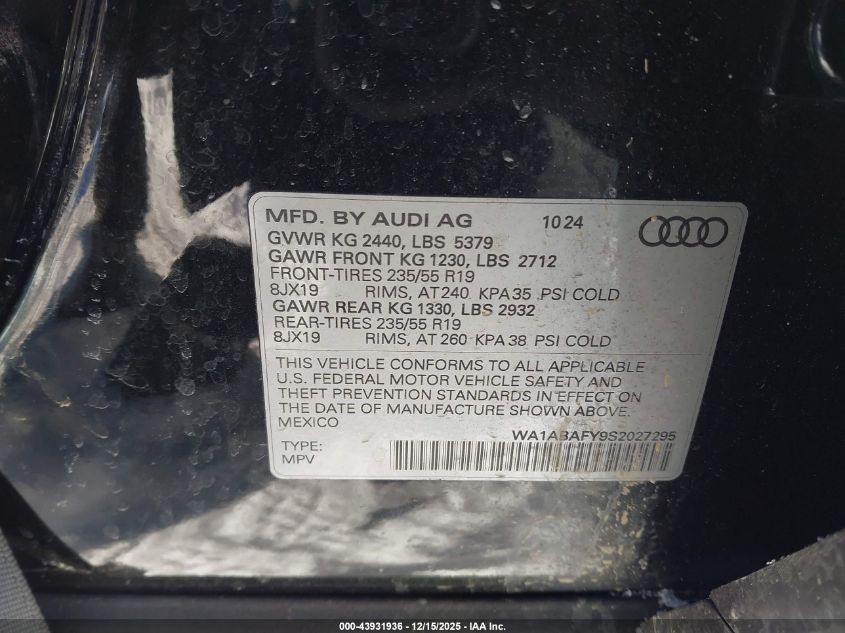 MFD. BY AUDI AG 1024
GVWR KG 2440, LBS 5379
GAWR FRONT KG 1230, LBS 2712
FRONT-TIRES 235/55 R19
8JX19 RIMS, AT 240 KPA 35 PSI COLD
GAWR REAR KG 1330, LBS 2932
REAR-TIRES 235/55 R19
8JX19 RIMS, AT 260 KPA 38 PSI COLD
THIS VEHICLE CONFORMS TO ALL APPLICABLE
U.S. FEDERAL MOTOR VEHICLE SAFETY AND
THEFT PREVENTION STANDARDS IN EFFECT ON
THE DATE OF MANUFACTURE SHOWN ABOVE.
MEXICO
WA1ABAFY9S2027295
TYPE:
MPV
000-43931936 - 12/15/2025 - IAA Inc.